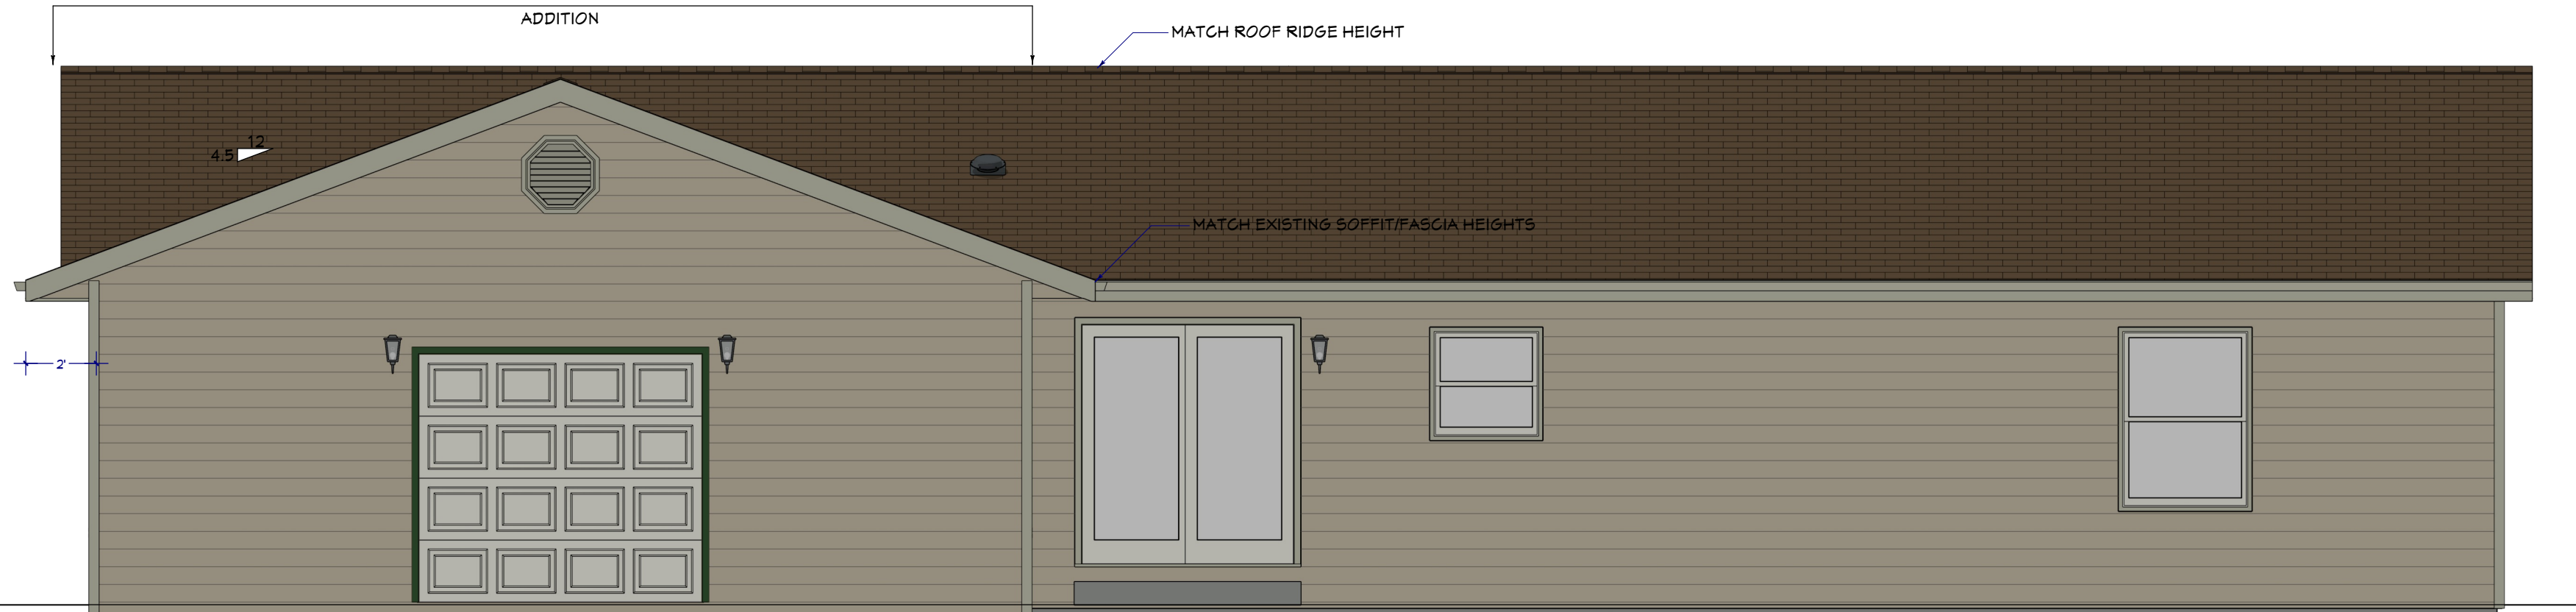 ADDITION
MATCH ROOF RIDGE HEIGHT
12
4.5
MATCH EXISTING SOFFIT/FASCIA HEIGHTS
2'